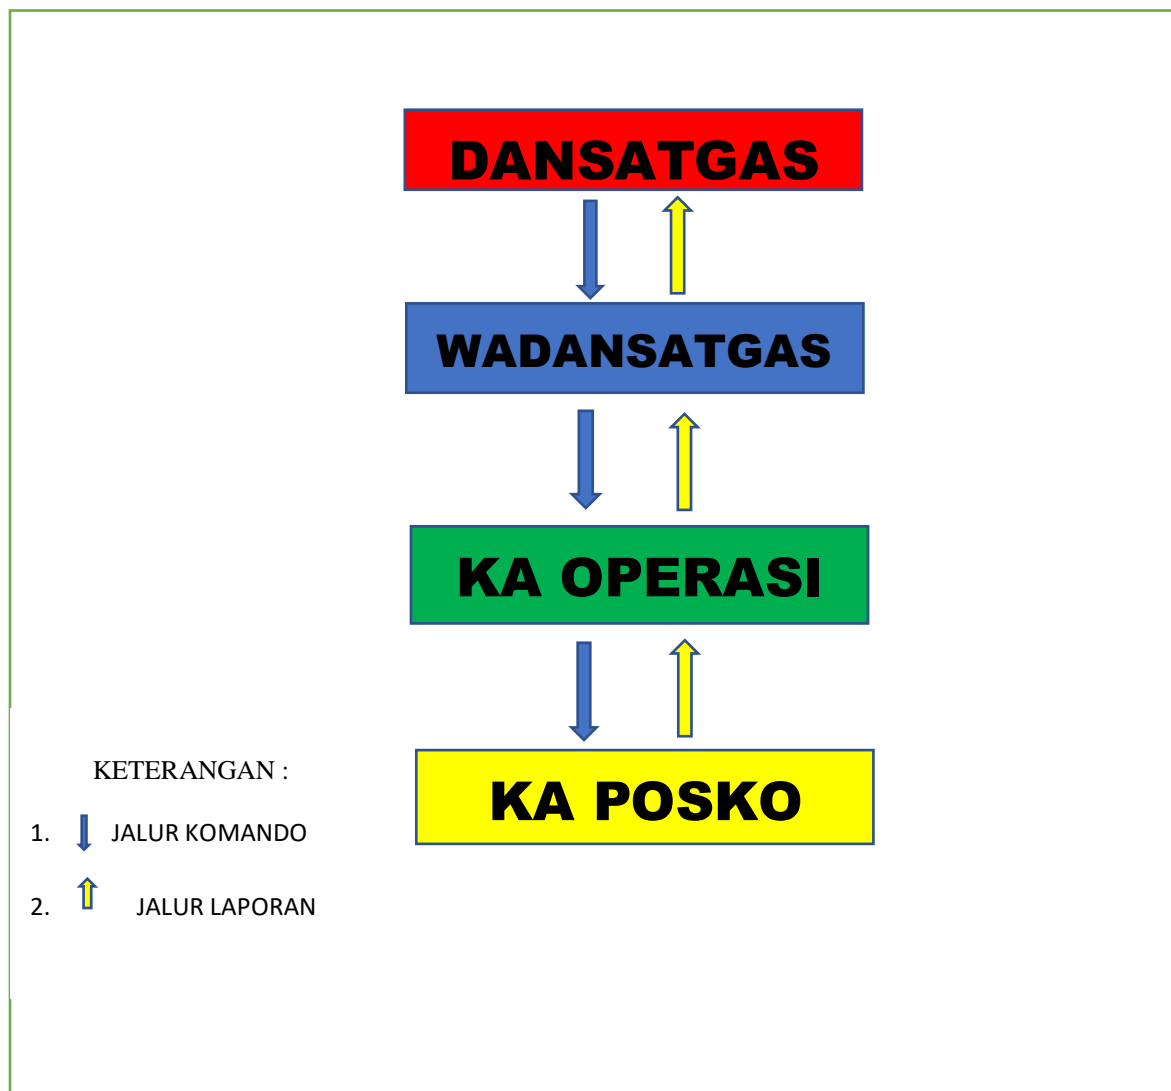 DANSATGAS
WADANSATGAS
KA OPERASI
KA POSKO
KETERANGAN :
1. JALUR KOMANDO
2. JALUR LAPORAN